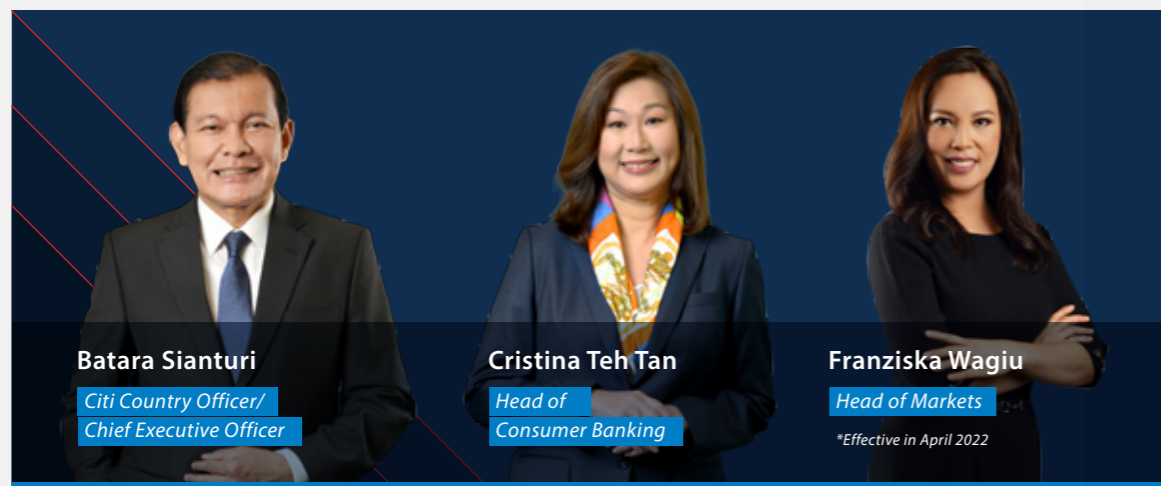 Batara Sianturi
Citi Country Officer/
Chief Executive Officer
Cristina Teh Tan
Head of
Consumer Banking
Franziska Wagiu
Head of Markets
*Effective in April 2022